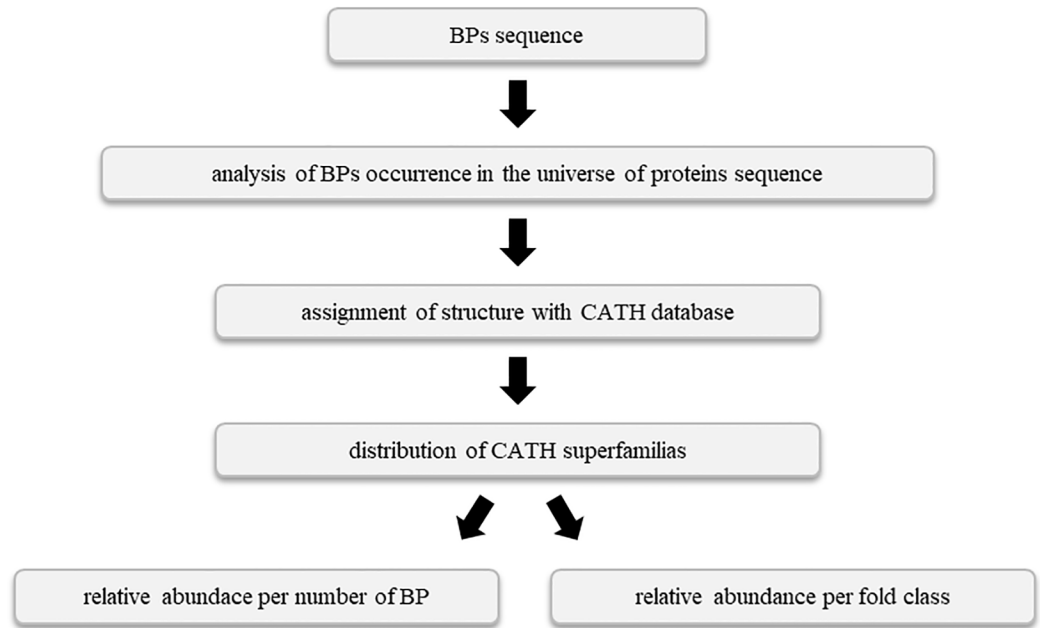 BPs sequence
analysis of BPs occurrence in the universe of proteins sequence
assignment of structure with CATH database
distribution of CATH superfamilias
relative abundace per number of BP
relative abundance per fold class